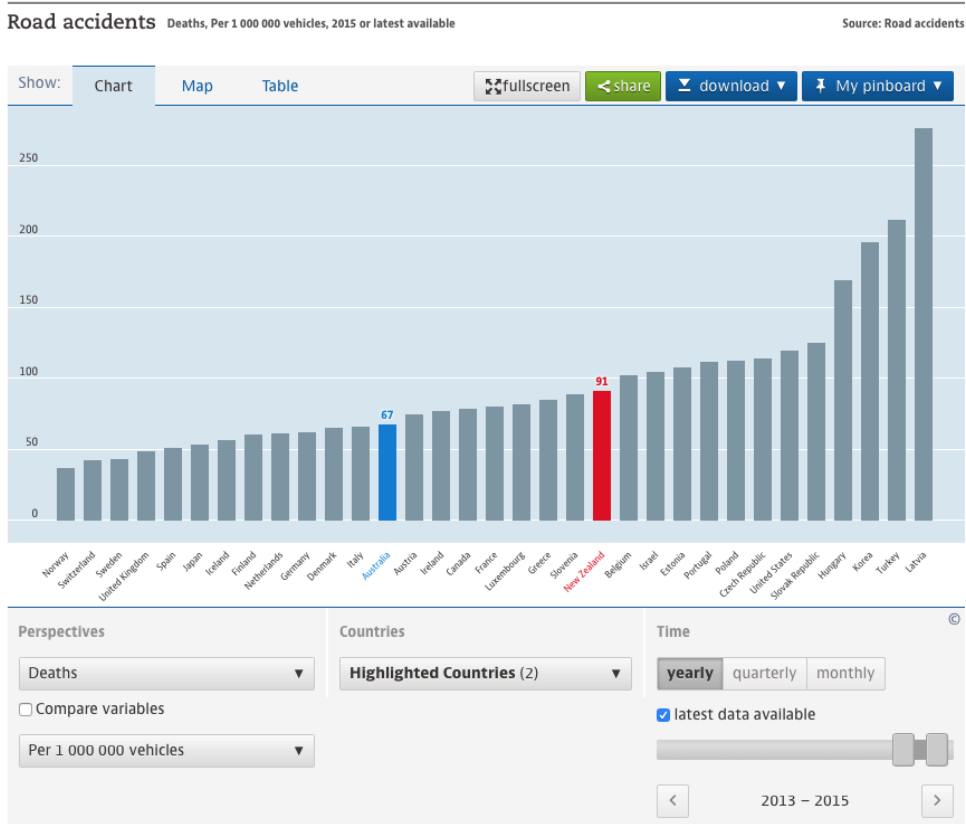 Road accidents Deaths, Per 1 000 000 vehicles, 2015 or latest available Source: Road accidents
Show: Chart Map Table fullscreen share download ▼ My pinboard ▼
250
200
150
100
50
0
67
91
Norway
Switzerland
Sweden
United Kingdom
Spain
Japan
Iceland
Finland
Netherlands
Germany
Denmark
Italy
Australia
Austria
Ireland
Canada
France
Luxembourg
Greece
Slovenia
New Zealand
Belgium
Israel
Estonia
Portugal
Poland
Czech Republic
United States
Slovak Republic
Hungary
Korea
Turkey
Latvia
©
Perspectives
Deaths ▼
Compare variables
Per 1 000 000 vehicles ▼
Countries
Highlighted Countries (2) ▼
Time
yearly quarterly monthly
latest data available
< 2013 – 2015 >